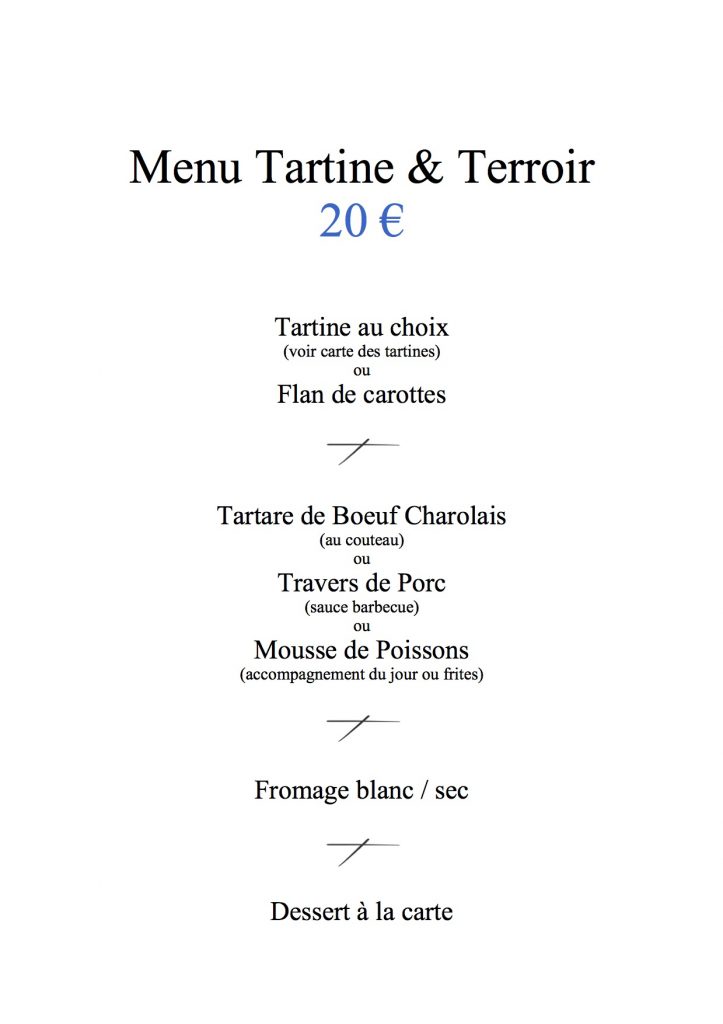 Menu Tartine & Terroir
20 €
Tartine au choix
(voir carte des tartines)
ou
Flan de carottes
Tartare de Boeuf Charolais
(au couteau)
ou
Travers de Porc
(sauce barbecue)
ou
Mousse de Poissons
(accompagnement du jour ou frites)
Fromage blanc / sec
Dessert à la carte